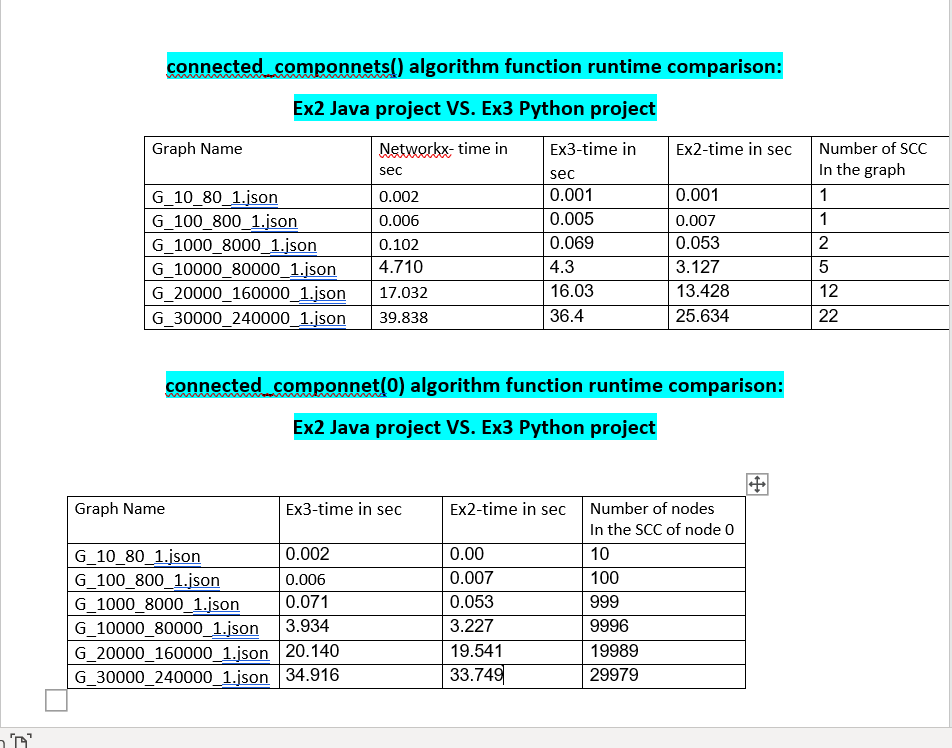 connected_componnets() algorithm function runtime comparison:
Ex2 Java project VS. Ex3 Python project
Graph Name Networkx- time in sec Ex3-time in sec Ex2-time in sec Number of SCC In the graph
G_10_80_1.json 0.002 0.001 0.001 1
G_100_800_1.json 0.006 0.005 0.007 1
G_1000_8000_1.json 0.102 0.069 0.053 2
G_10000_80000_1.json 4.710 4.3 3.127 5
G_20000_160000_1.json 17.032 16.03 13.428 12
G_30000_240000_1.json 39.838 36.4 25.634 22
connected_componnet(0) algorithm function runtime comparison:
Ex2 Java project VS. Ex3 Python project
Graph Name Ex3-time in sec Ex2-time in sec Number of nodes In the SCC of node 0
G_10_80_1.json 0.002 0.00 10
G_100_800_1.json 0.006 0.007 100
G_1000_8000_1.json 0.071 0.053 999
G_10000_80000_1.json 3.934 3.227 9996
G_20000_160000_1.json 20.140 19.541 19989
G_30000_240000_1.json 34.916 33.749 29979